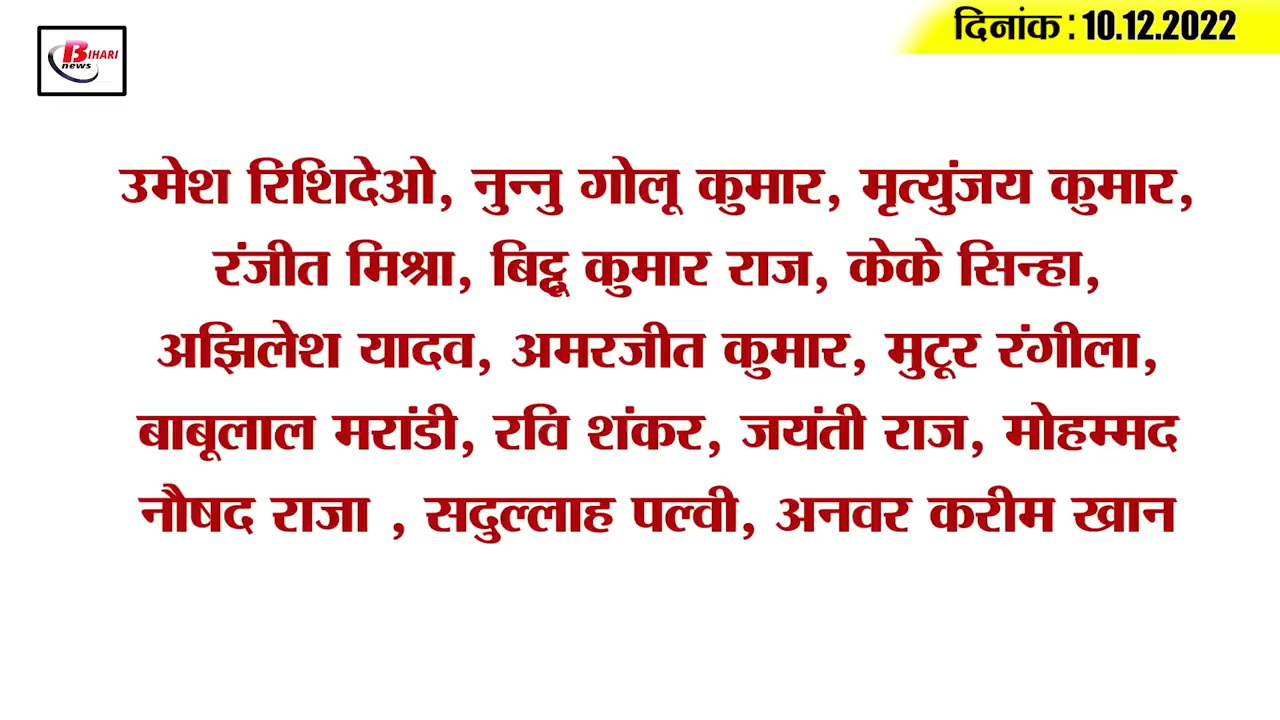 BIHARI
news
दिनांक : 10.12.2022
उमेश रिशिदेओ, नुन्नु गोलू कुमार, मृत्युंजय कुमार,
रंजीत मिश्रा, बिट्टू कुमार राज, केके सिन्हा,
अझिलेश यादव, अमरजीत कुमार, मुटूर रंगीला,
बाबूलाल मरांडी, रवि शंकर, जयंती राज, मोहम्मद
नौषद राजा , सदुल्लाह पल्वी, अनवर करीम खान